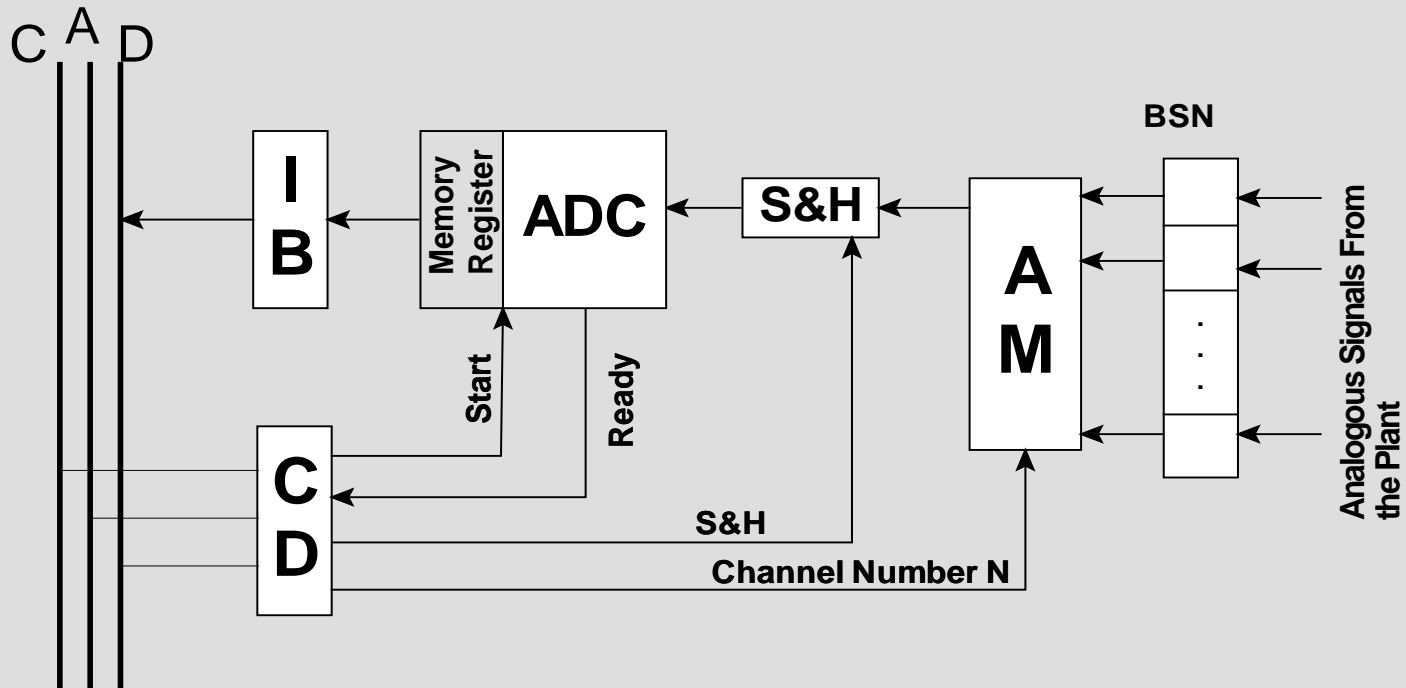 C A D
BSN
I
B
Memory
Register
ADC
S&H
A
M
.
.
.
Analogous Signals From
the Plant
Start
Ready
C
D
S&H
Channel Number N